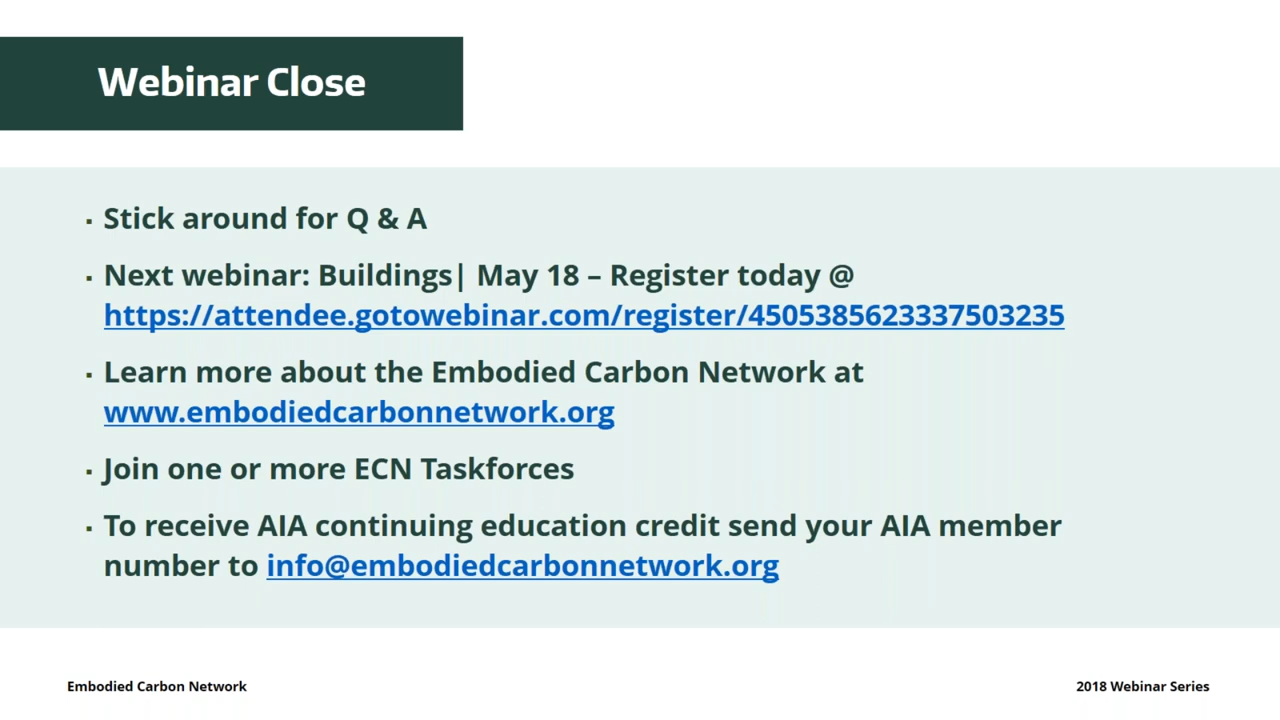 Webinar Close
▪ Stick around for Q & A
▪ Next webinar: Buildings| May 18 – Register today @
https://attendee.gotowebinar.com/register/4505385623337503235
▪ Learn more about the Embodied Carbon Network at
www.embodiedcarbonnetwork.org
▪ Join one or more ECN Taskforces
▪ To receive AIA continuing education credit send your AIA member
number to info@embodiedcarbonnetwork.org
Embodied Carbon Network
2018 Webinar Series